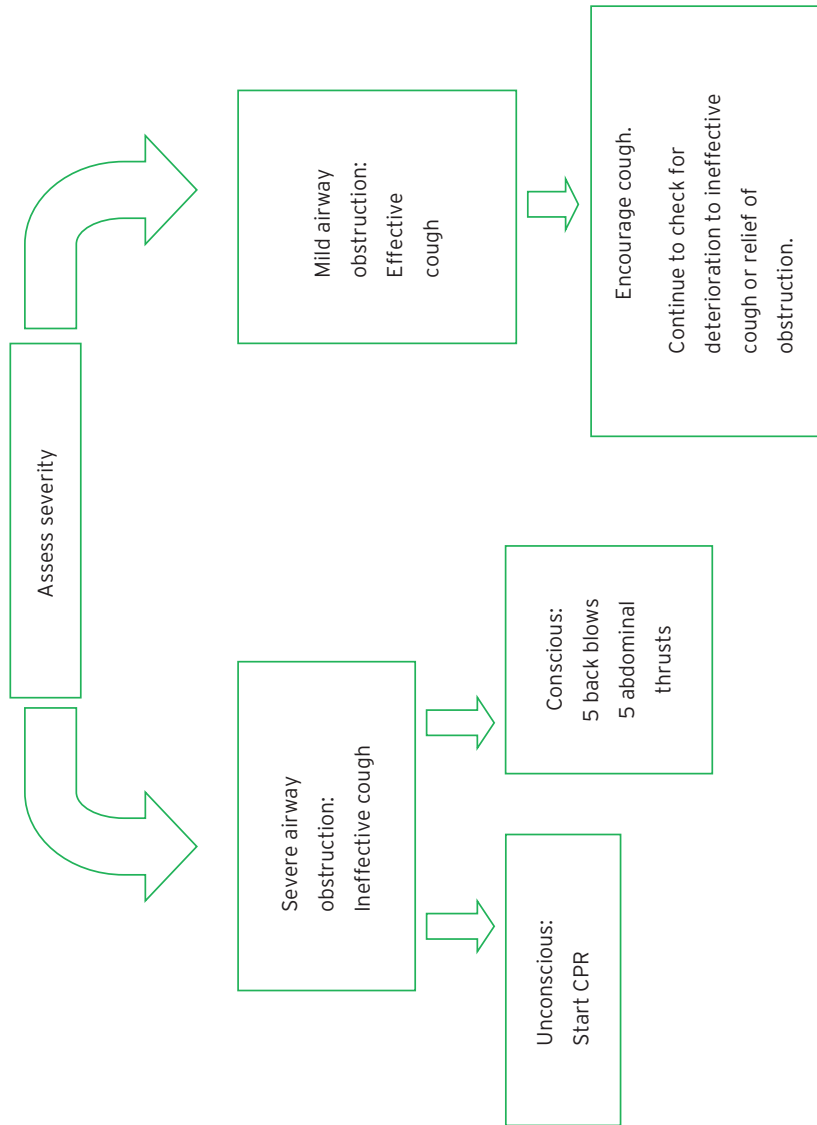 Assess severity
Severe airway
obstruction:
Ineffective cough
Mild airway
obstruction:
Effective
cough
Unconscious:
Start CPR
Conscious:
5 back blows
5 abdominal
thrusts
Encourage cough.
Continue to check for
deterioration to ineffective
cough or relief of
obstruction.